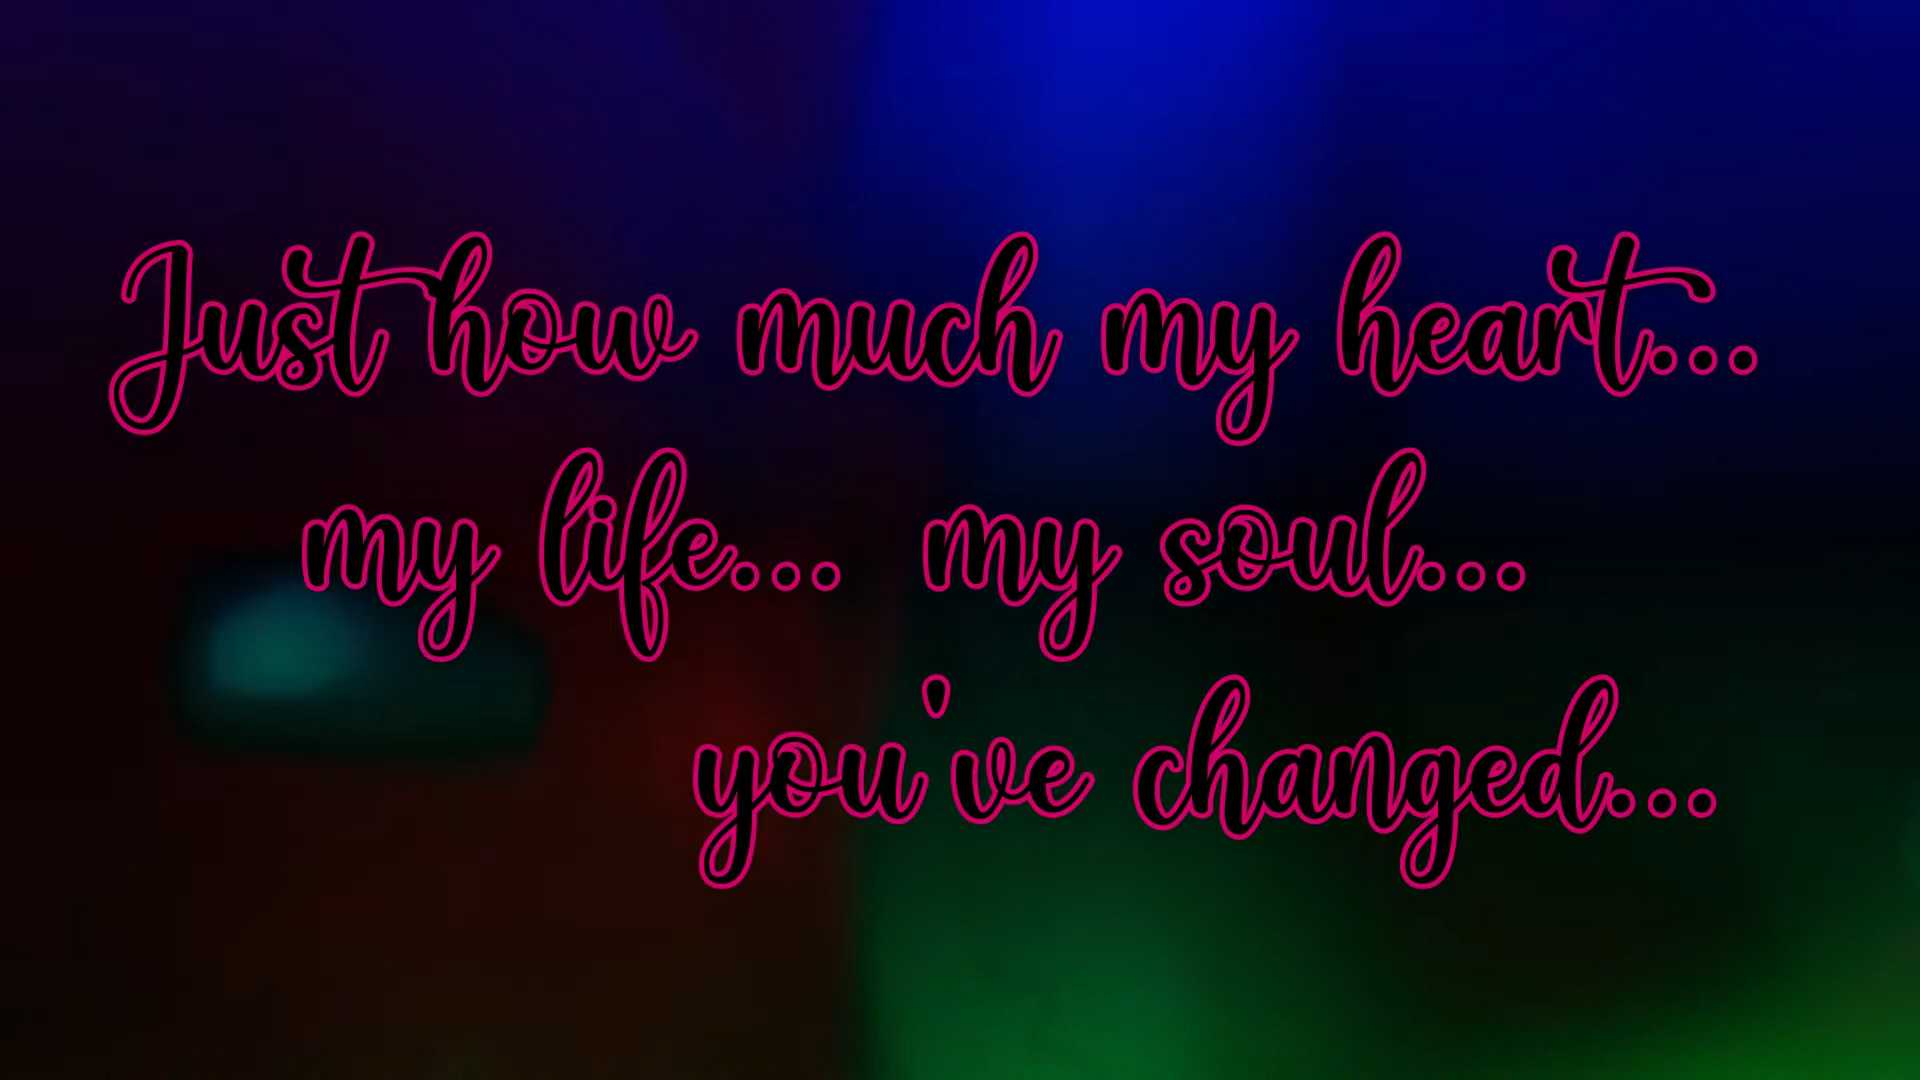 Just how much my heart...
my life... my soul...
you've changed...